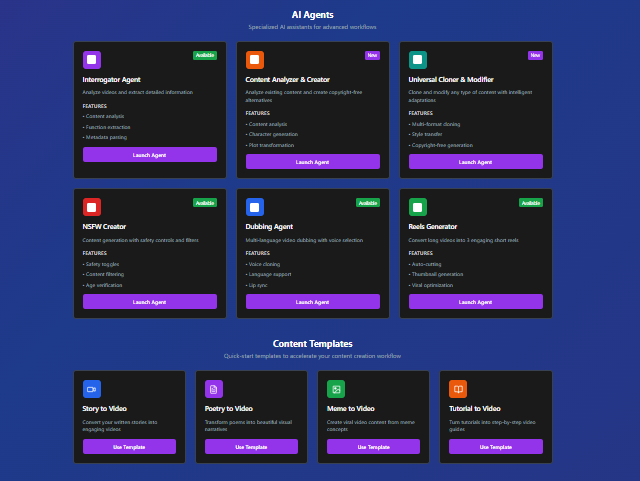 AI Agents
Specialized AI assistants for advanced workflows
Available
Interrogator Agent
Analyze videos and extract detailed information
FEATURES
• Content analysis
• Function extraction
• Metadata parsing
Launch Agent
New
Content Analyzer & Creator
Analyze existing content and create copyright-free
alternatives
FEATURES
• Content analysis
• Character generation
• Plot transformation
Launch Agent
New
Universal Cloner & Modifier
Clone and modify any type of content with intelligent
adaptations
FEATURES
• Multi-format cloning
• Style transfer
• Copyright-free generation
Launch Agent
Available
NSFW Creator
Content generation with safety controls and filters
FEATURES
• Safety toggles
• Content filtering
• Age verification
Launch Agent
Available
Dubbing Agent
Multi-language video dubbing with voice selection
FEATURES
• Voice cloning
• Language support
• Lip sync
Launch Agent
Available
Reels Generator
Convert long videos into 3 engaging short reels
FEATURES
• Auto-cutting
• Thumbnail generation
• Viral optimization
Launch Agent
Content Templates
Quick-start templates to accelerate your content creation workflow
Story to Video
Convert your written stories into
engaging videos
Use Template
Poetry to Video
Transform poems into beautiful visual
narratives
Use Template
Meme to Video
Create viral video content from meme
concepts
Use Template
Tutorial to Video
Turn tutorials into step-by-step video
guides
Use Template